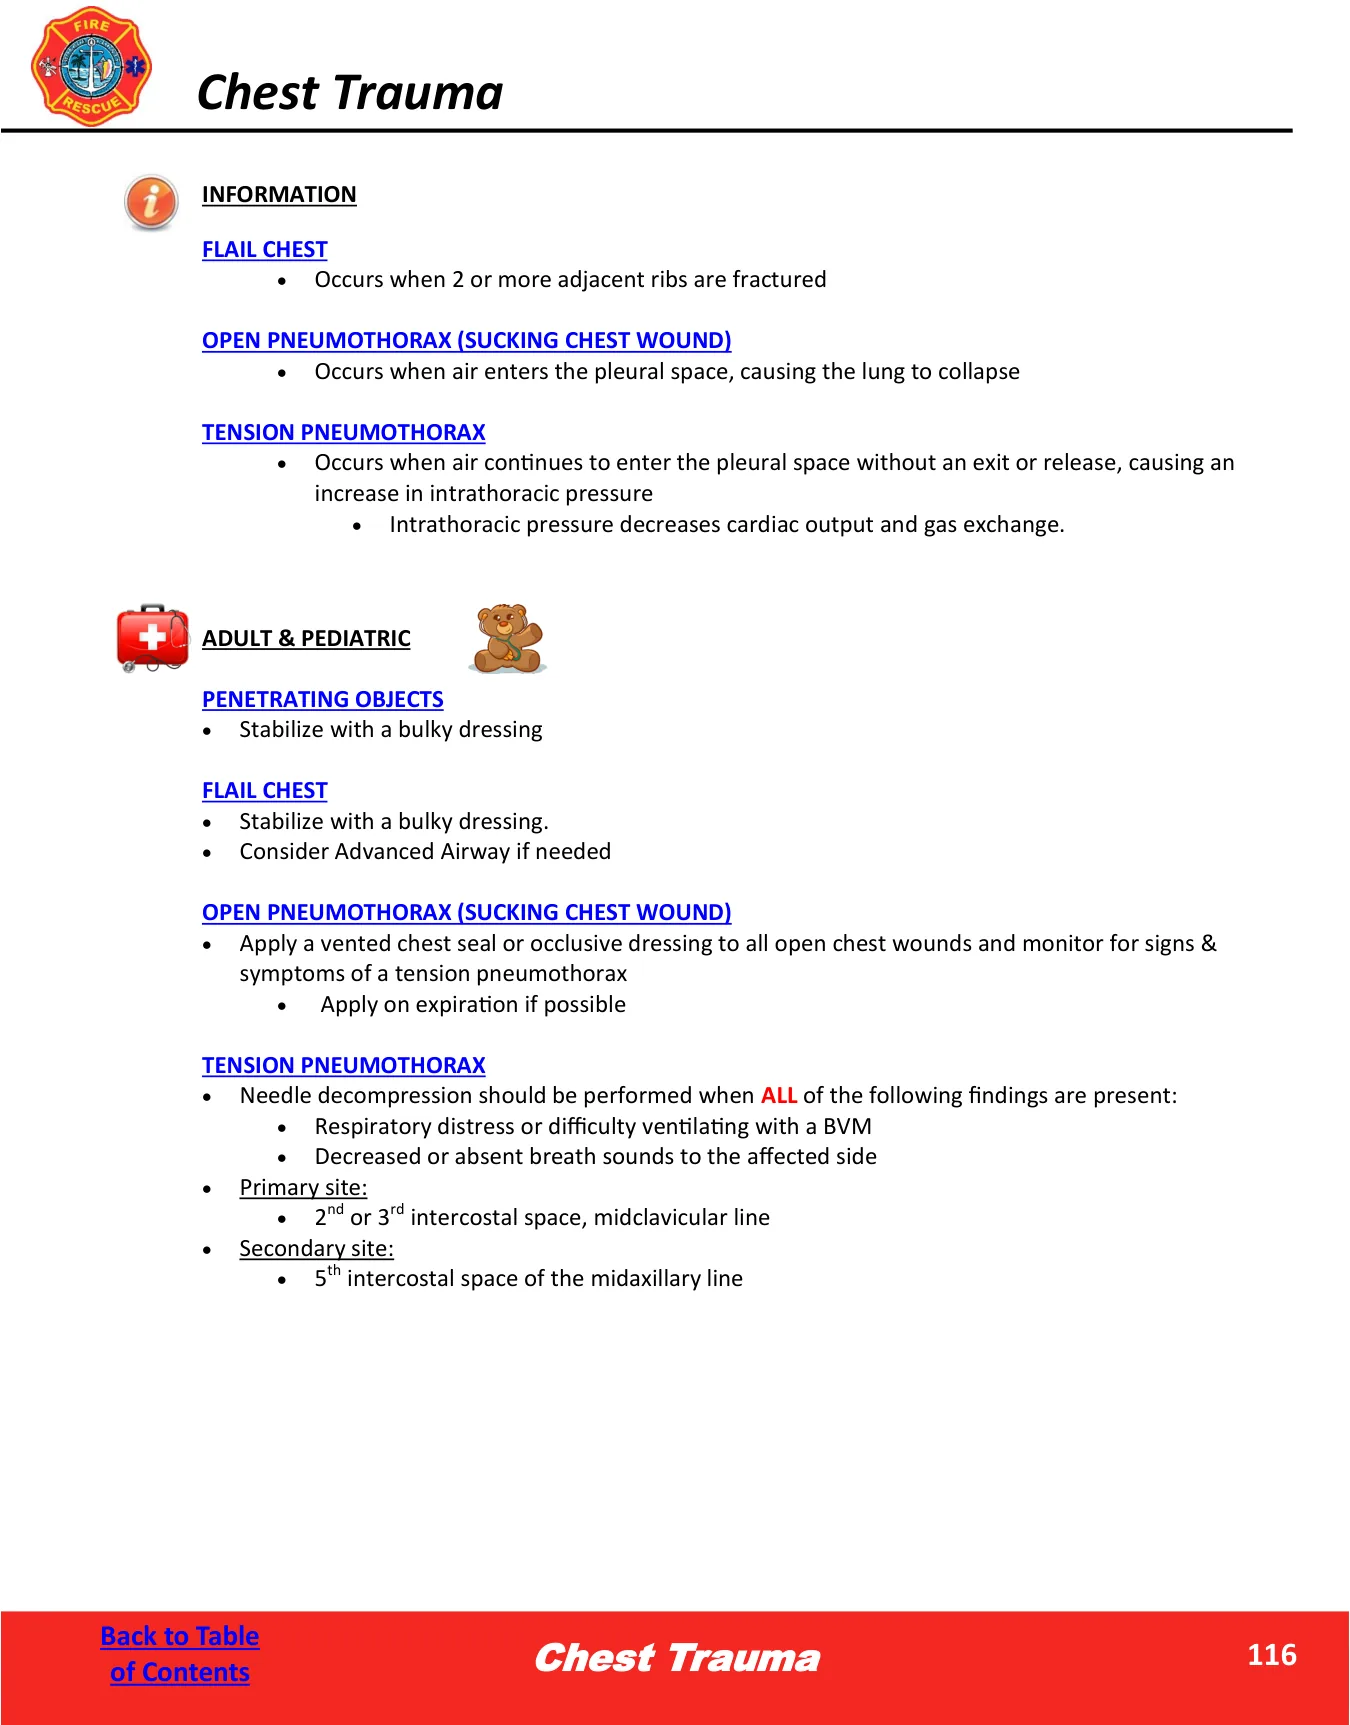 FIRE
RESCUE
Chest Trauma
INFORMATION
FLAIL CHEST
• Occurs when 2 or more adjacent ribs are fractured
OPEN PNEUMOTHORAX (SUCKING CHEST WOUND)
• Occurs when air enters the pleural space, causing the lung to collapse
TENSION PNEUMOTHORAX
• Occurs when air continues to enter the pleural space without an exit or release, causing an
increase in intrathoracic pressure
• Intrathoracic pressure decreases cardiac output and gas exchange.
ADULT & PEDIATRIC
PENETRATING OBJECTS
• Stabilize with a bulky dressing
FLAIL CHEST
• Stabilize with a bulky dressing.
• Consider Advanced Airway if needed
OPEN PNEUMOTHORAX (SUCKING CHEST WOUND)
• Apply a vented chest seal or occlusive dressing to all open chest wounds and monitor for signs &
symptoms of a tension pneumothorax
• Apply on expiration if possible
TENSION PNEUMOTHORAX
• Needle decompression should be performed when ALL of the following findings are present:
• Respiratory distress or difficulty ventilating with a BVM
• Decreased or absent breath sounds to the affected side
• Primary site:
• 2nd or 3rd intercostal space, midclavicular line
• Secondary site:
• 5th intercostal space of the midaxillary line
Back to Table
of Contents
Chest Trauma
116